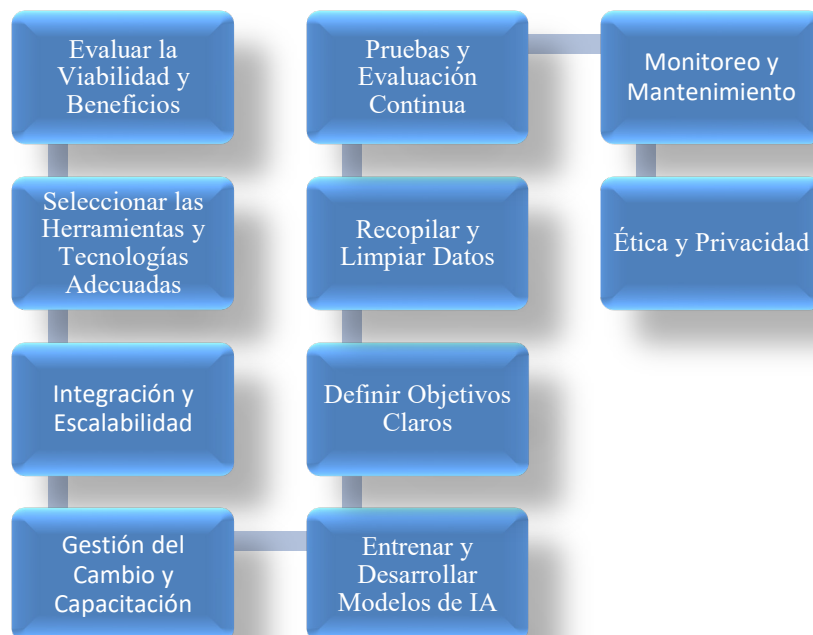 Evaluar la
Viabilidad y
Beneficios
Seleccionar las
Herramientas y
Tecnologías
Adecuadas
Integración y
Escalabilidad
Gestión del
Cambio y
Capacitación
Entrenar y
Desarrollar
Modelos de IA
Definir Objetivos
Claros
Recopilar y
Limpiar Datos
Pruebas y
Evaluación
Continua
Monitoreo y
Mantenimiento
Ética y Privacidad